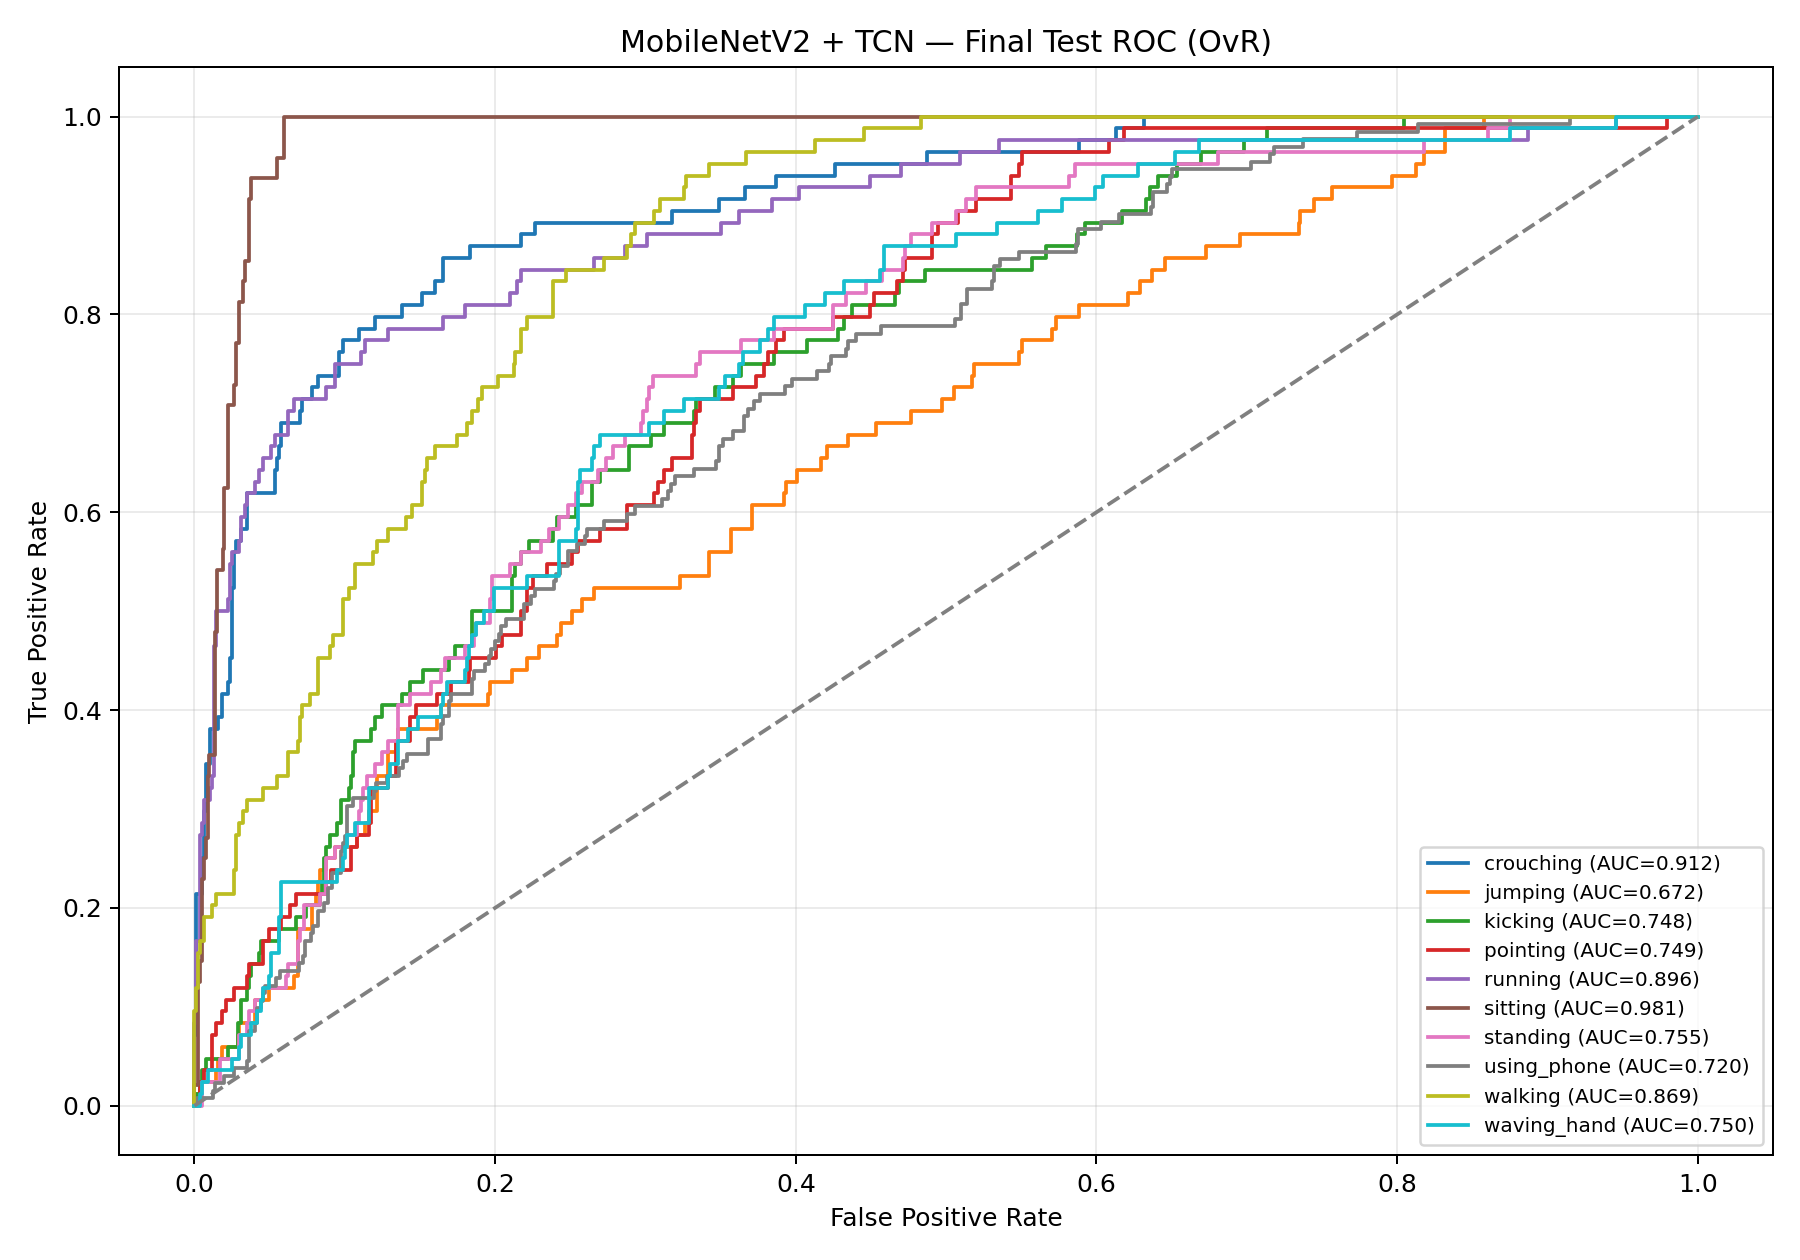 MobileNetV2 + TCN — Final Test ROC (OvR)
True Positive Rate
1.0
0.8
0.6
0.4
0.2
0.0
crouching (AUC=0.912)
jumping (AUC=0.672)
kicking (AUC=0.748)
pointing (AUC=0.749)
running (AUC=0.896)
sitting (AUC=0.981)
standing (AUC=0.755)
using_phone (AUC=0.720)
walking (AUC=0.869)
waving_hand (AUC=0.750)
0.0 0.2 0.4 0.6 0.8 1.0
False Positive Rate